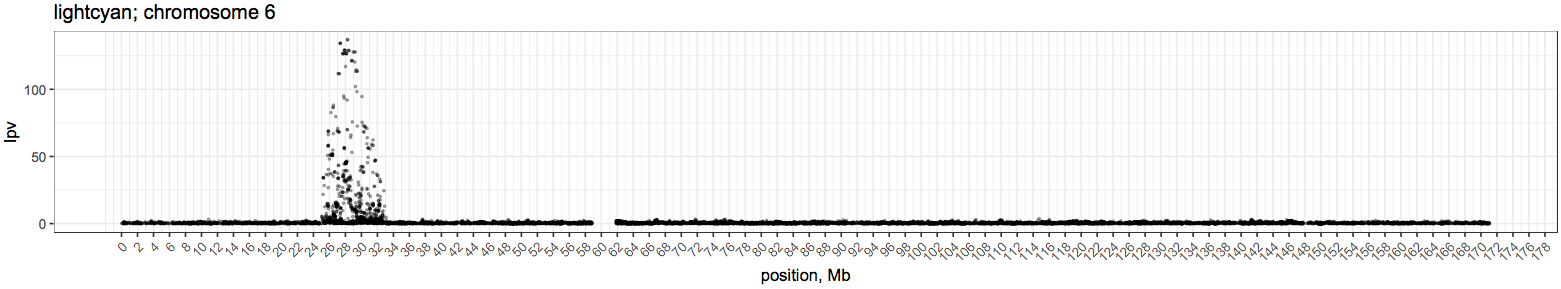 lightcyan; chromosome 6
lpv
100
50
0
0 2 4 6 8 10 12 14 16 18 20 22 24 26 28 30 32 34 36 38 40 42 44 46 48 50 52 54 56 58 60 62 64 66 68 70 72 74 76 78 80 82 84 86 88 90 92 94 96 98 100 102 104 106 108 110 112 114 116 118 120 122 124 126 128 130 132 134 136 138 140 142 144 146 148 150 152 154 156 158 160 162 164 166 168 170 172 174 176 178
position, Mb